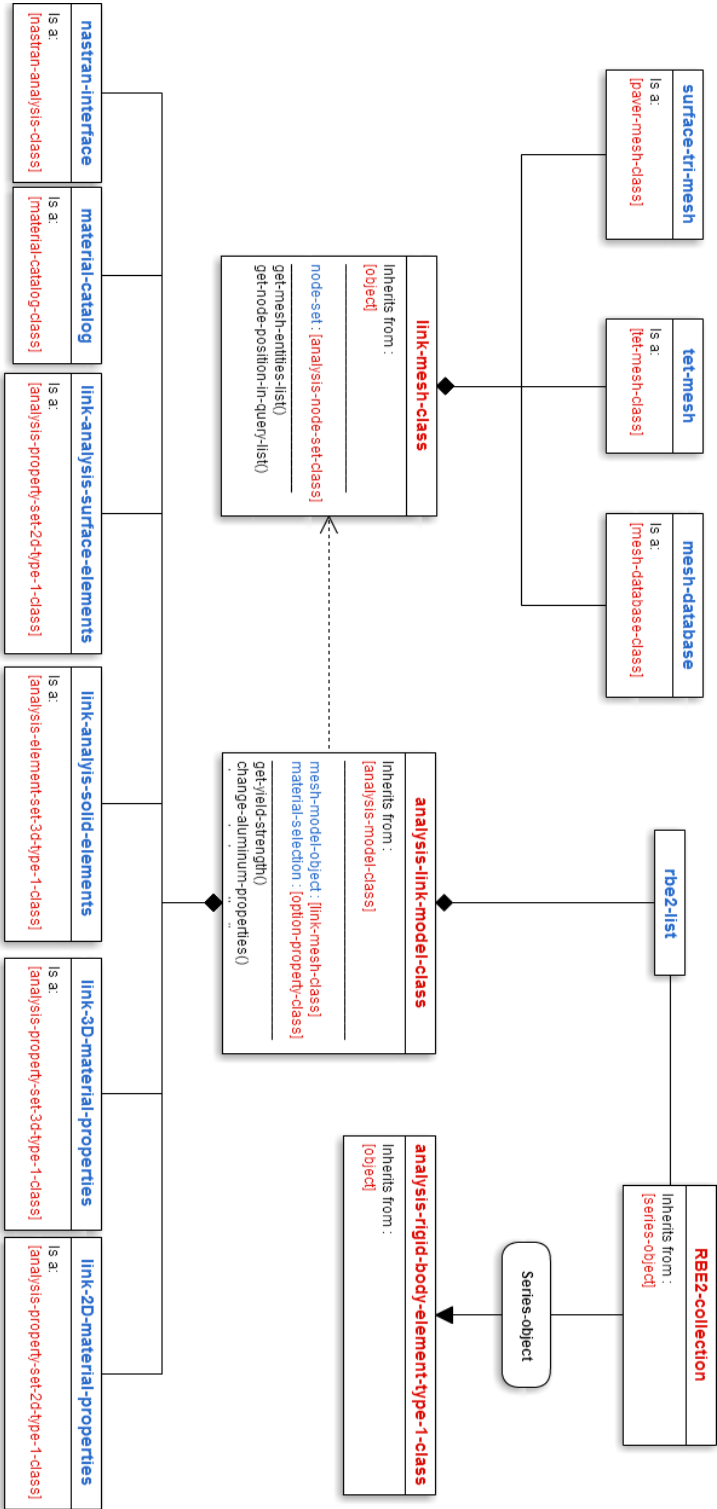 surface-tri-mesh
Is a:
[paver-mesh-class]
tet-mesh
Is a:
[tet-mesh-class]
mesh-database
Is a:
[mesh-database-class]
rbe2-list
RBE2-collection
Inherits from :
[series-object]
link-mesh-class
Inherits from :
[object]
node-set : [analysis-node-set-class]
get-mesh-entities-list()
get-node-position-in-query-list()
analysis-link-model-class
Inherits from :
[analysis-model-class]
mesh-model-object : [link-mesh-class]
material-selection : [option-property-class]
get-yield-strength()
change-aluminum-properties()
Series-object
analysis-rigid-body-element-type-1-class
Inherits from :
[object]
nastran-interface
Is a:
[nastran-analysis-class]
material-catalog
Is a:
[material-catalog-class]
link-analysis-surface-elements
Is a:
[analysis-property-set-2d-type-1-class]
link-analyis-solid-elements
Is a:
[analysis-element-set-3d-type-1-class]
link-3D-material-properties
Is a:
[analysis-property-set-3d-type-1-class]
link-2D-material-properties
Is a:
[analysis-property-set-2d-type-1-class]